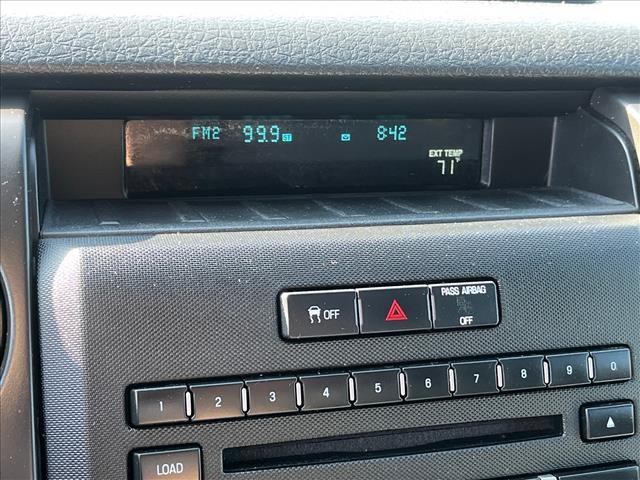 FM2 99.9 ST 8:42
EXT TEMP
71°F
OFF
PASS AIRBAG
OFF
1 2 3 4 5 6 7 8 9 0
LOAD